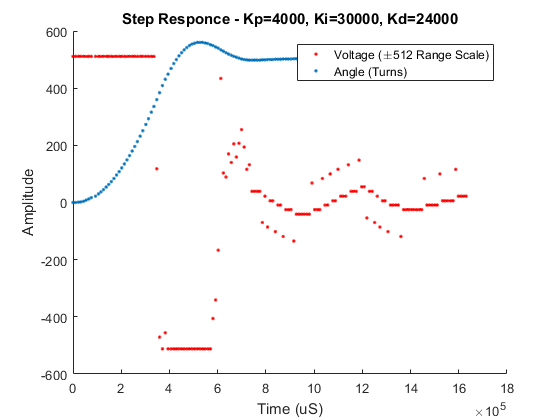 Step Responce - Kp=4000, Ki=30000, Kd=24000
600
400
200
0
-200
-400
-600
Amplitude
Voltage (±512 Range Scale)
Angle (Turns)
0 2 4 6 8 10 12 14 16 18
×10^5
Time (uS)